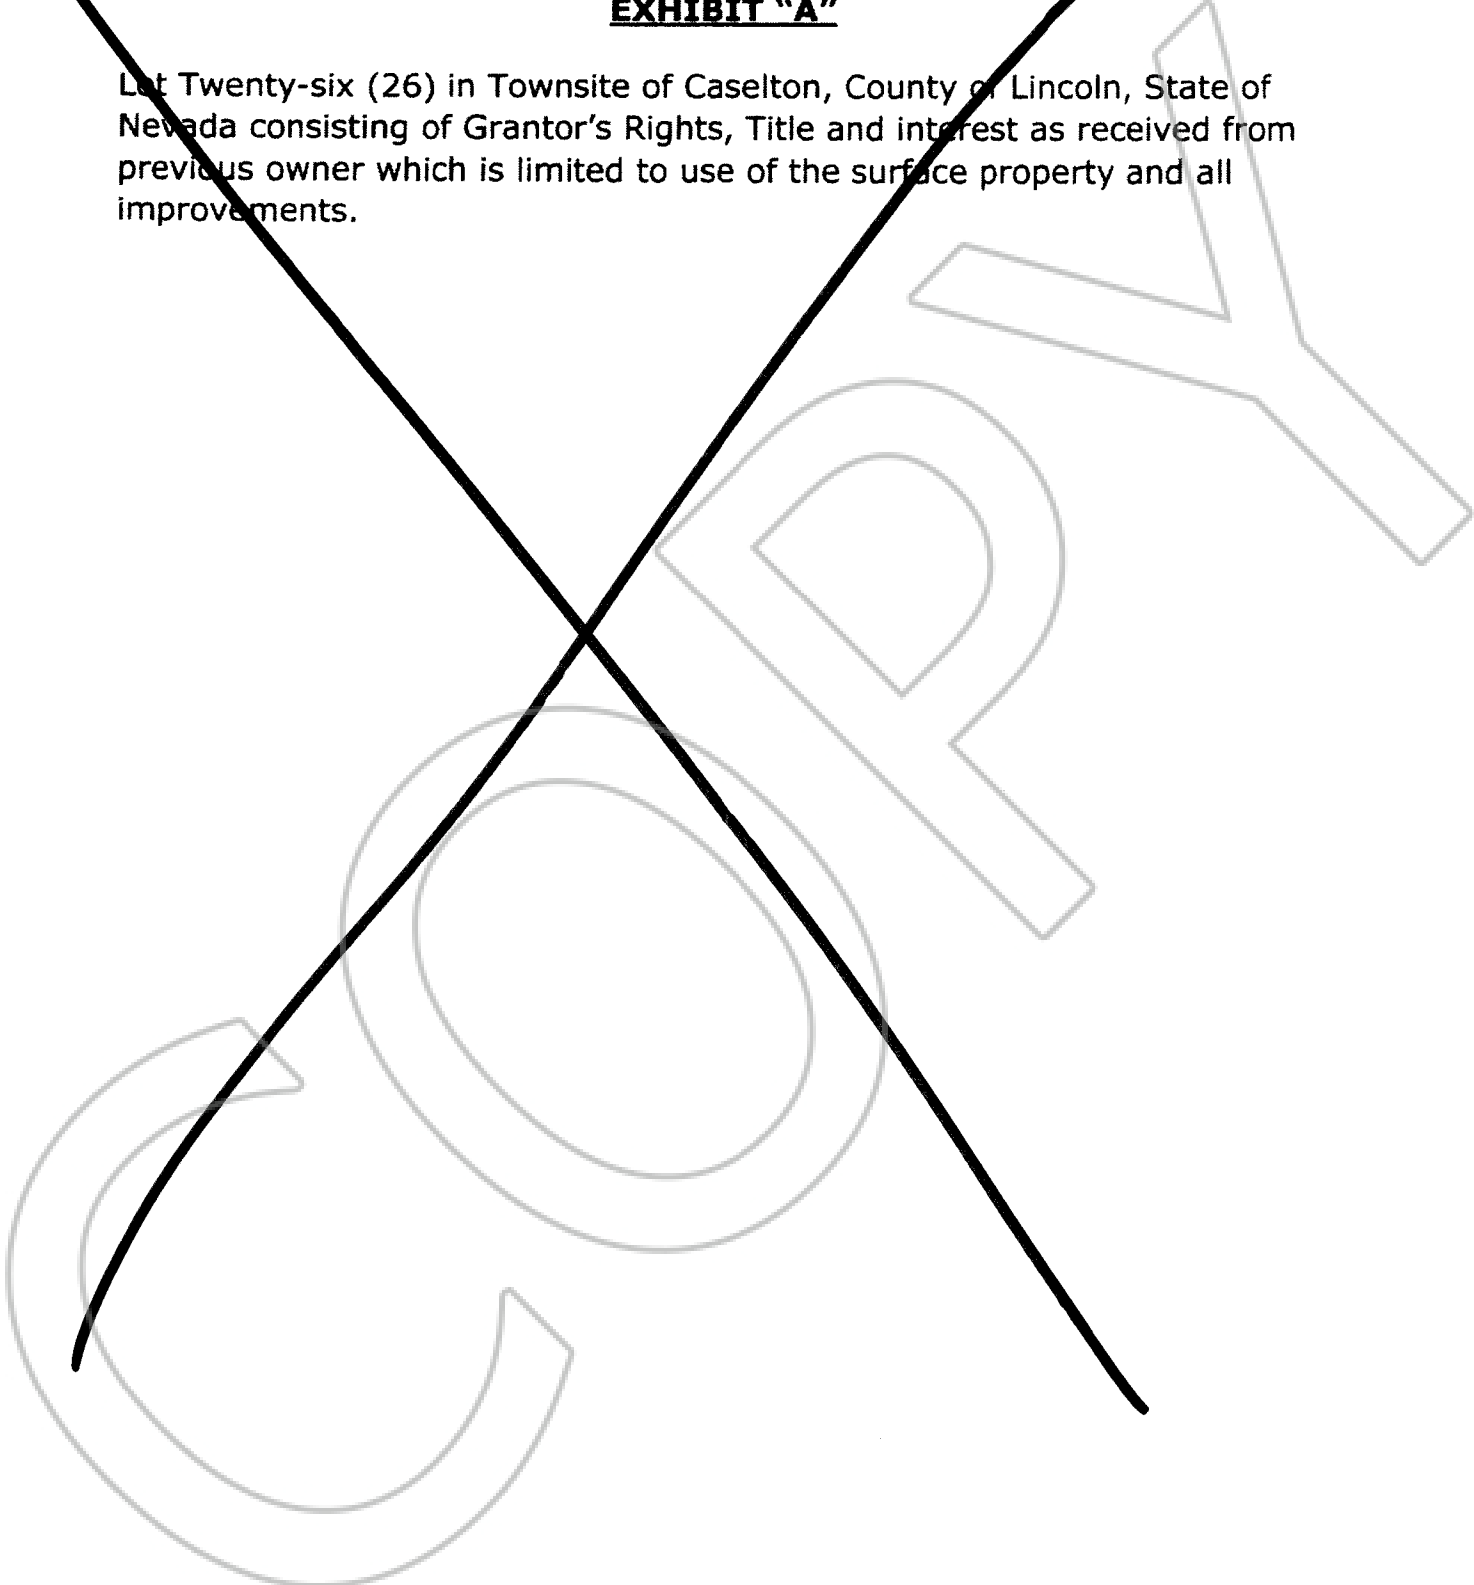 EXHIBIT “A”
Lot Twenty-six (26) in Townsite of Caselton, County of Lincoln, State of
Nevada consisting of Grantor’s Rights, Title and interest as received from
previous owner which is limited to use of the surface property and all
improvements.
COPY